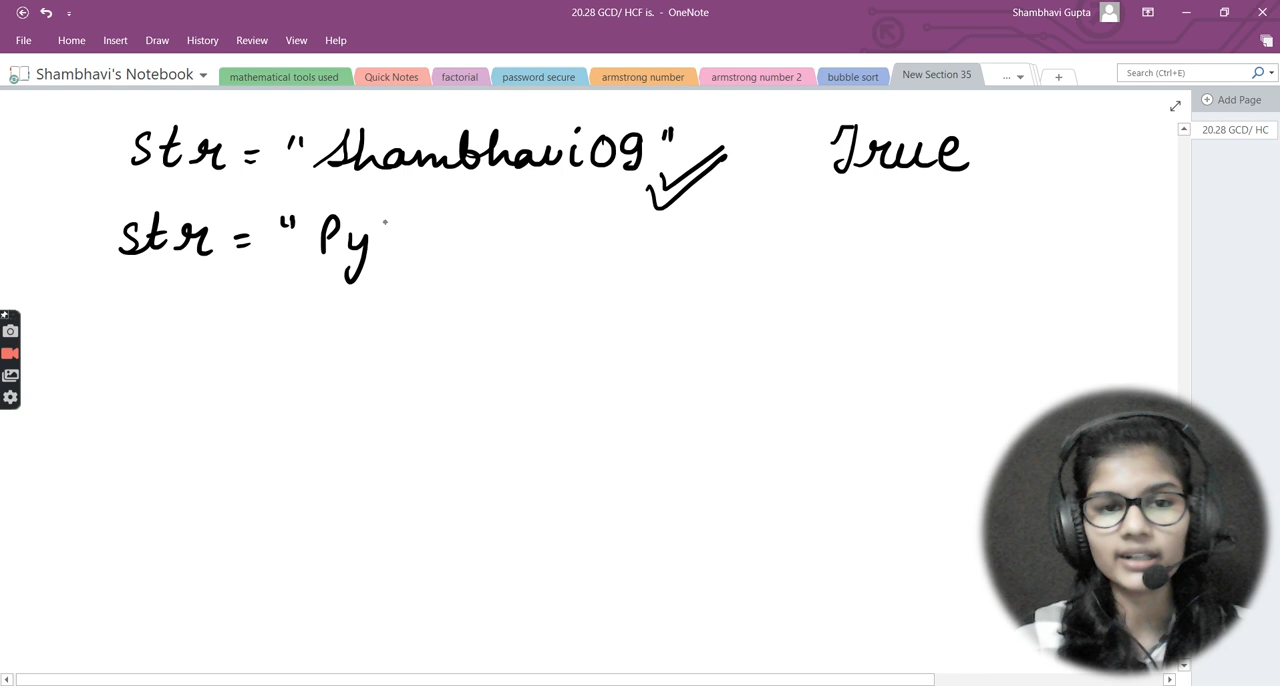 20.28 GCD/ HCF is. - OneNote
Shambhavi Gupta
File Home Insert Draw History Review View Help
Shambhavi's Notebook
mathematical tools used
Quick Notes
factorial
password secure
armstrong number
armstrong number 2
bubble sort
New Section 35
...
+
Search (Ctrl+E)
Add Page
20.28 GCD/ HC
str = "Shambhavi09" True
str = " Py